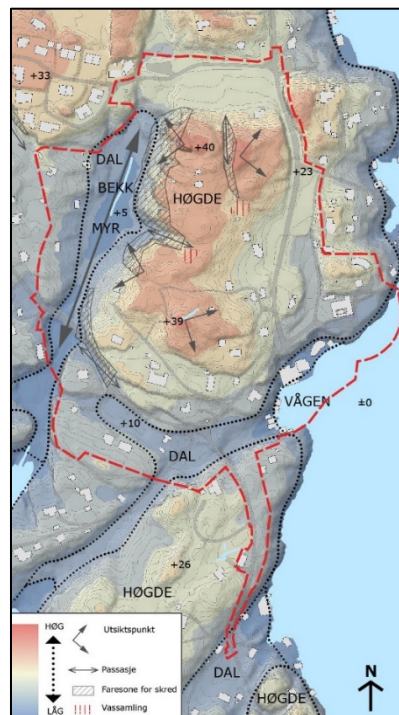 +33
DAL
BEKK
+5
MYR
+40
HØGDE
+23
+39
VÅGEN
±0
+10
DAL
+26
HØGDE
DAL
HØGDE
HØG
LÅG
Utsiktspunkt
Passasje
Faresone for skred
Vassamling
N